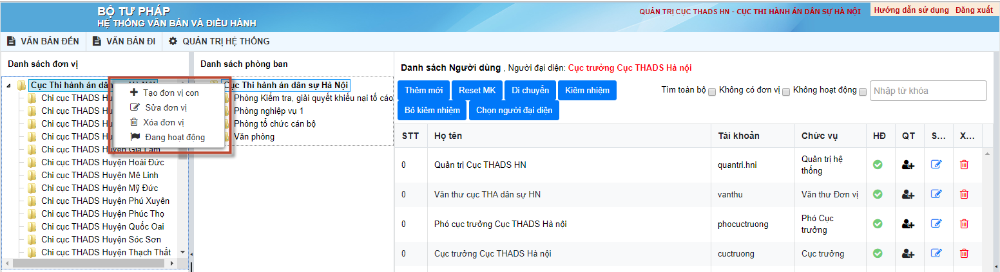 BỘ TƯ PHÁP
HỆ THỐNG VĂN BẢN VÀ ĐIỀU HÀNH
QUẢN TRỊ CỤC THADS HN - CỤC THI HÀNH ÁN DÂN SỰ HÀ NỘI
Hướng dẫn sử dụng Đăng xuất
VĂN BẢN ĐẾN VĂN BẢN ĐI QUẢN TRỊ HỆ THỐNG
Danh sách đơn vị
Cục Thi hành án dân
Chi cục THADS
Chi cục THADS
Chi cục THADS
Chi cục THADS
Chi cục THADS Huyện Gia Lâm
Chi cục THADS Huyện Hoài Đức
Chi cục THADS Huyện Mê Linh
Chi cục THADS Huyện Mỹ Đức
Chi cục THADS Huyện Phú Xuyên
Chi cục THADS Huyện Phúc Thọ
Chi cục THADS Huyện Quốc Oai
Chi cục THADS Huyện Sóc Sơn
Chi cục THADS Huyện Thạch Thất
Tạo đơn vị con
Sửa đơn vị
Xóa đơn vị
Đang hoạt động
Danh sách phòng ban
Cục Thi hành án dân sự Hà Nội
Phòng Kiểm tra, giải quyết khiếu nại tố cáo
Phòng nghiệp vụ 1
Phòng tổ chức cán bộ
Văn phòng
Danh sách Người dùng , Người đại diện: Cục trưởng Cục THADS Hà nội
Thêm mới Reset MK Di chuyển Kiêm nhiệm
Bỏ kiêm nhiệm Chọn người đại diện
Tìm toàn bộ Không có đơn vị Không hoạt động Nhập từ khóa
STT Họ tên Tài khoản Chức vụ HĐ QT S... X...
0 Quản trị Cục THADS HN quantri.hni Quản trị hệ
thống
0 Văn thư cục THA dân sự HN vanthu Văn thư Đơn vị
0 Phó cục trưởng Cục THADS Hà nội phocuctruong Phó Cục
trưởng
0 Cục trưởng Cục THADS Hà nội cuctruong Cục trưởng